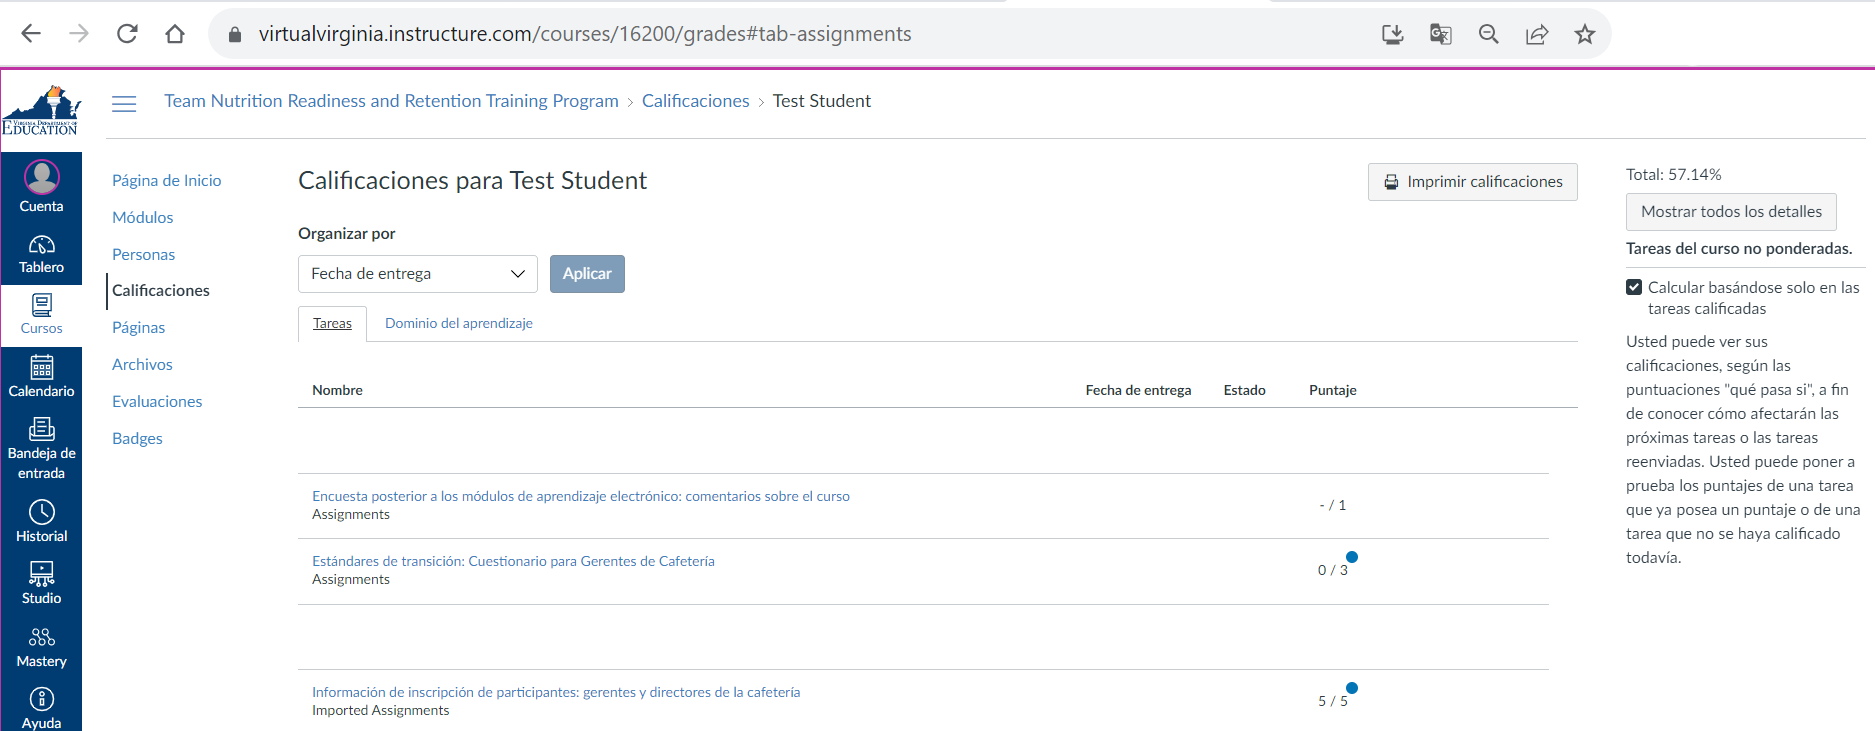 virtualvirginia.instructure.com/courses/16200/grades#tab-assignments
VIRGINIA DEPARTMENT OF
EDUCATION
Team Nutrition Readiness and Retention Training Program > Calificaciones > Test Student
Cuenta
Tablero
Cursos
Calendario
Bandeja de
entrada
Historial
Studio
Mastery
Ayuda
Página de Inicio
Módulos
Personas
Calificaciones
Páginas
Archivos
Evaluaciones
Badges
Calificaciones para Test Student
Imprimir calificaciones
Organizar por
Fecha de entrega
Aplicar
Tareas
Dominio del aprendizaje
Nombre Fecha de entrega Estado Puntaje
Encuesta posterior a los módulos de aprendizaje electrónico: comentarios sobre el curso
Assignments
- / 1
Estándares de transición: Cuestionario para Gerentes de Cafetería
Assignments
0 / 3
Información de inscripción de participantes: gerentes y directores de la cafetería
Imported Assignments
5 / 5
Total: 57.14%
Mostrar todos los detalles
Tareas del curso no ponderadas.
Calcular basándose solo en las
tareas calificadas
Usted puede ver sus
calificaciones, según las
puntuaciones "qué pasa si", a fin
de conocer cómo afectarán las
próximas tareas o las tareas
reenviadas. Usted puede poner a
prueba los puntajes de una tarea
que ya posea un puntaje o de una
tarea que no se haya calificado
todavía.